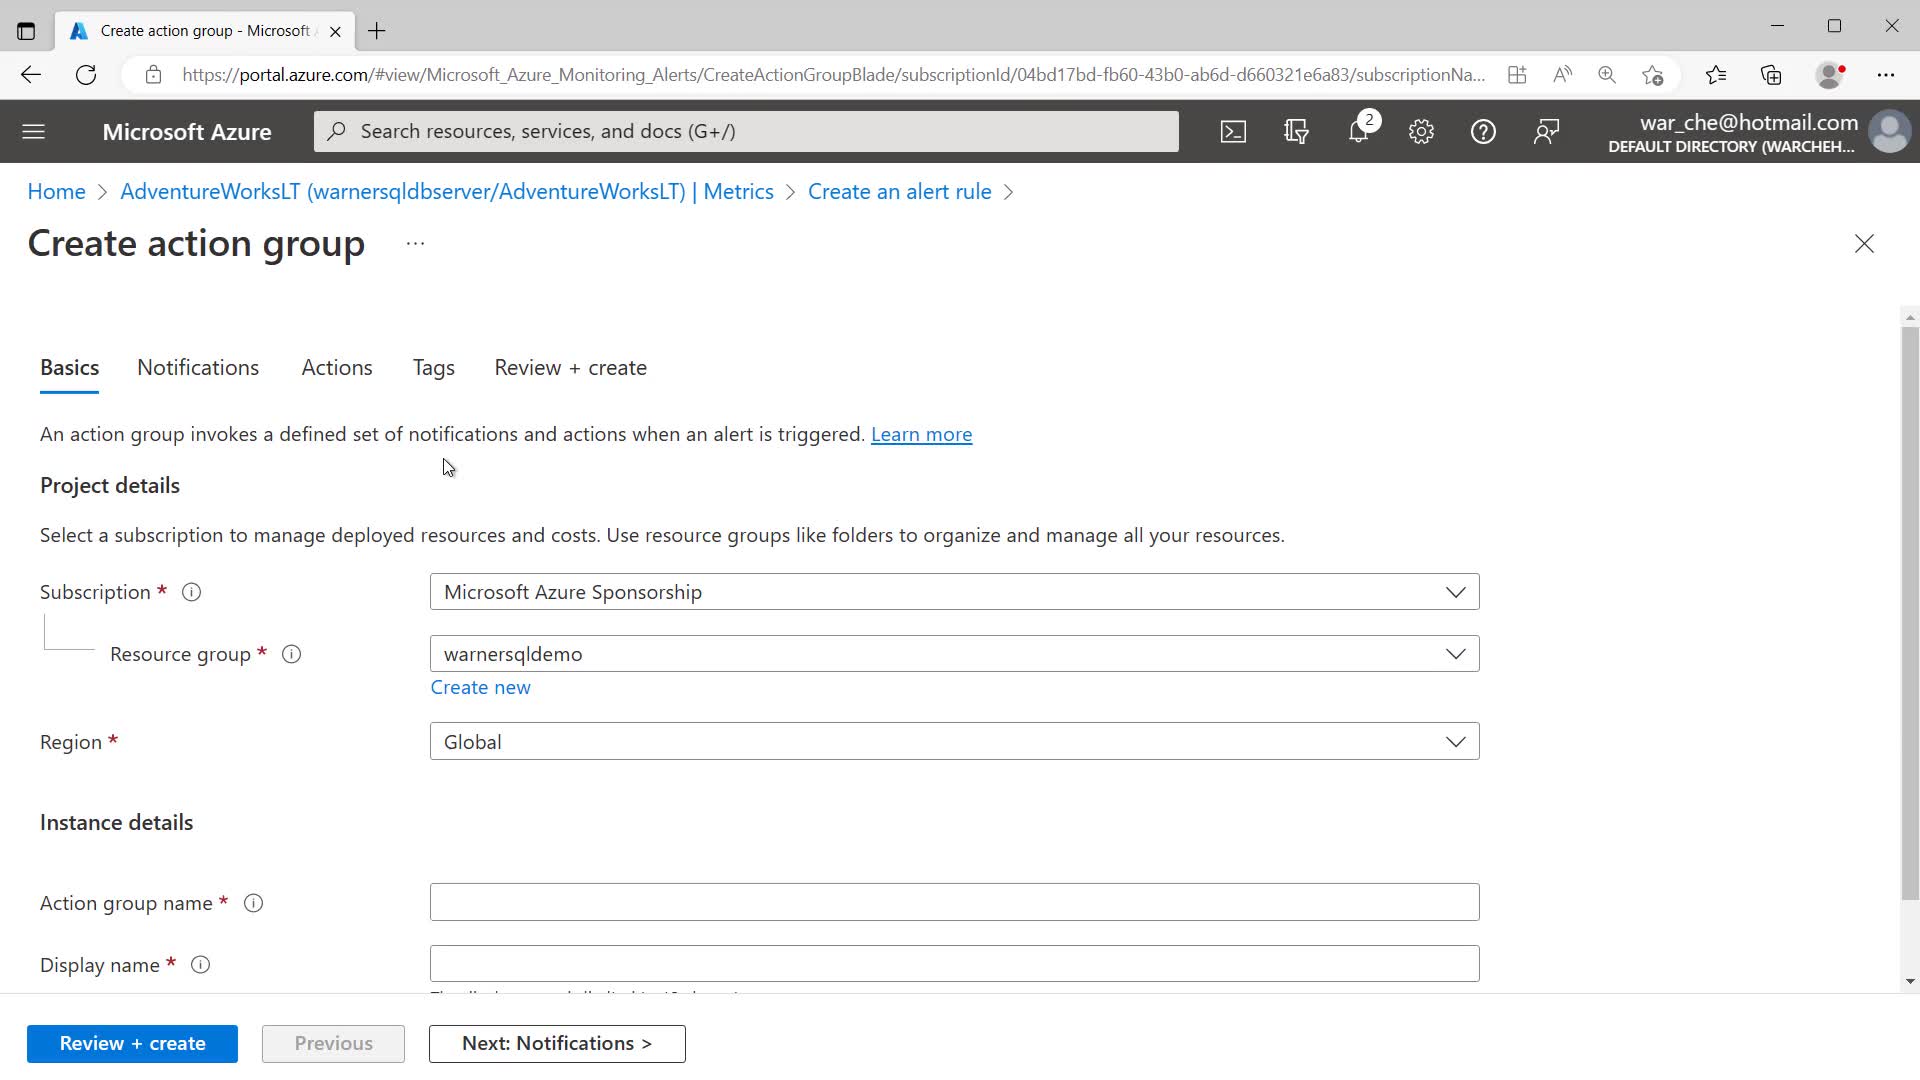 Create action group - Microsoft
https://portal.azure.com/#view/Microsoft_Azure_Monitoring_Alerts/CreateActionGroupBlade/subscriptionId/04bd17bd-fb60-43b0-ab6d-d660321e6a83/subscriptionNa...
Microsoft Azure
Search resources, services, and docs (G+/)
2
war_che@hotmail.com
DEFAULT DIRECTORY (WARCHEH...
Home > AdventureWorksLT (warnersqldbserver/AdventureWorksLT) | Metrics > Create an alert rule >
Create action group ...
Basics Notifications Actions Tags Review + create
An action group invokes a defined set of notifications and actions when an alert is triggered. Learn more
Project details
Select a subscription to manage deployed resources and costs. Use resource groups like folders to organize and manage all your resources.
Subscription * Microsoft Azure Sponsorship
Resource group * warnersqldemo
Create new
Region * Global
Instance details
Action group name *
Display name *
Review + create Previous Next: Notifications >